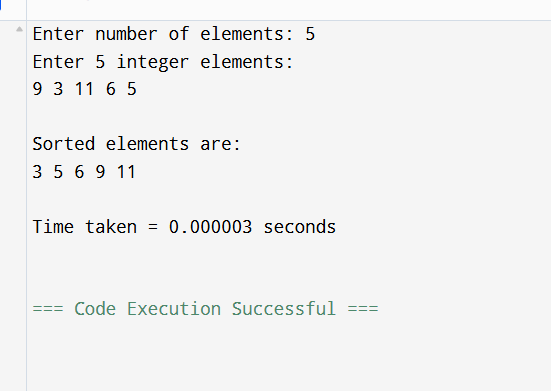 Enter number of elements: 5
Enter 5 integer elements:
9 3 11 6 5
Sorted elements are:
3 5 6 9 11
Time taken = 0.000003 seconds
=== Code Execution Successful ===